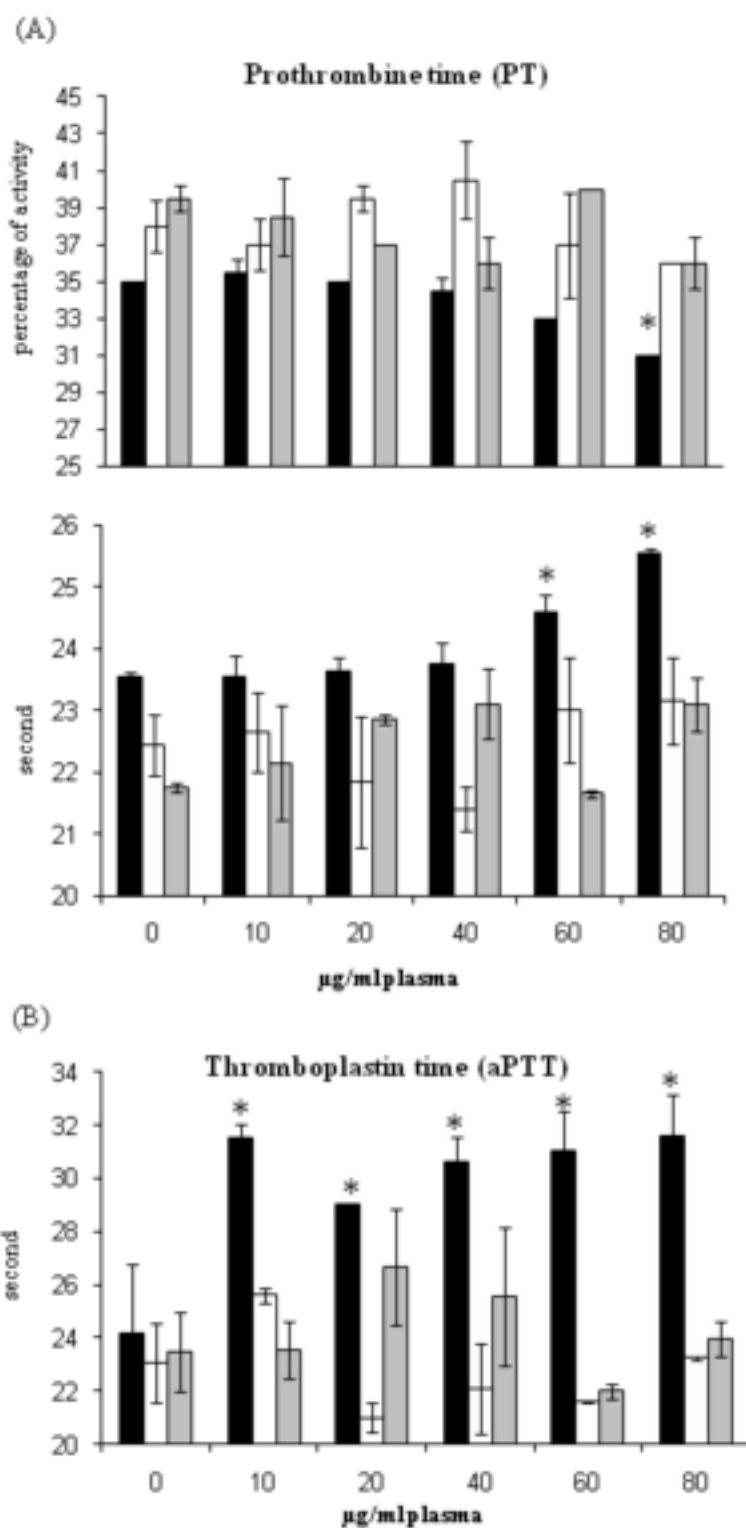 (A)
Prothrombine time (PT)
percentage of activity
45
43
41
39
37
35
33
31
29
27
25
*
second
26
25
24
23
22
21
20
* *
0 10 20 40 60 80
µg/mlplasma
(B)
Thromboplastin time (aPTT)
second
34
32
30
28
26
24
22
20
* * * * *
0 10 20 40 60 80
µg/mlplasma